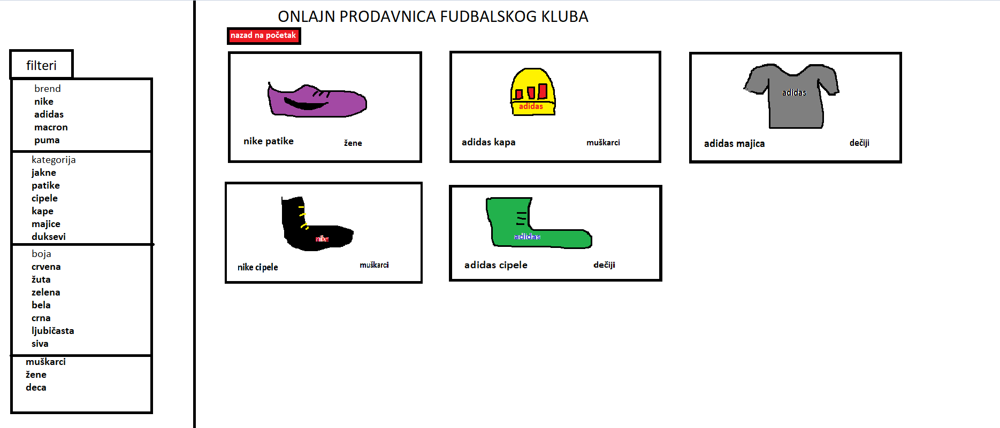 ONLAJN PRODAVNICA FUDBALSKOG KLUBA
nazad na početak
filteri
brend
nike
adidas
macron
puma
kategorija
jakne
patike
cipele
kape
majice
duksevi
boja
crvena
žuta
zelena
bela
crna
ljubičasta
siva
muškarci
žene
deca
nike patike žene
adidas
adidas kapa muškarci
adidas
adidas majica dečiji
nike
nike cipele muškarci
adidas
adidas cipele dečiji